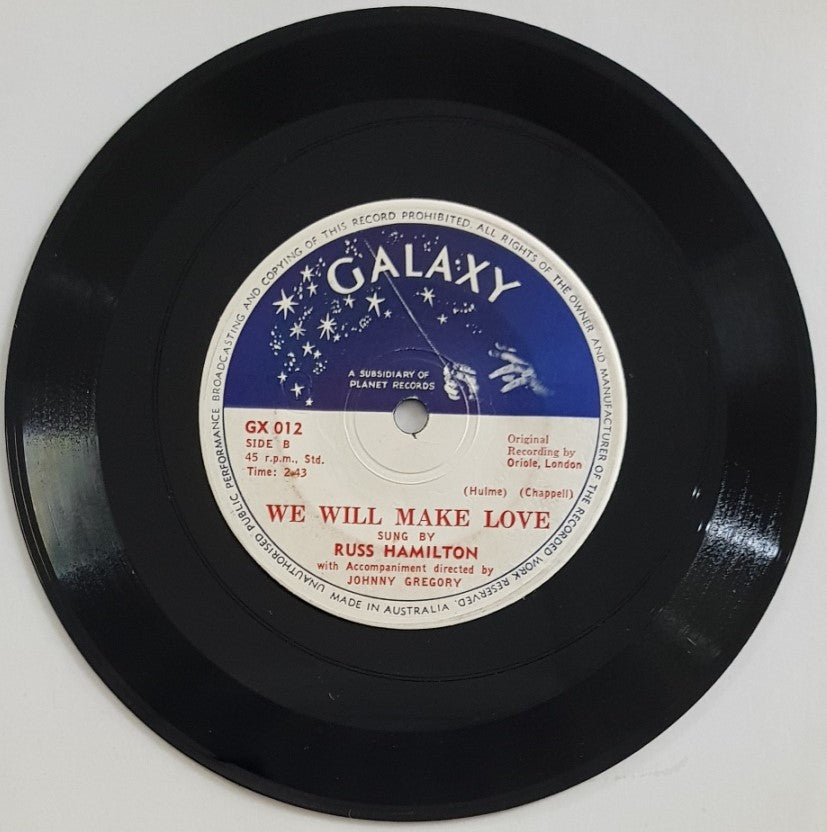 UNAUTHORISED PUBLIC PERFORMANCE BROADCASTING AND COPYING OF THIS RECORD PROHIBITED. ALL RIGHTS OF THE OWNER AND MANUFACTURER OF THE RECORDED WORK RESERVED.
GALAXY
A SUBSIDIARY OF
PLANET RECORDS
GX 012
SIDE B
45 r.p.m., Std.
Time: 2.43
Original
Recording by
Oriole, London
(Hulme) (Chappell)
WE WILL MAKE LOVE
SUNG BY
RUSS HAMILTON
with Accompaniment directed by
JOHNNY GREGORY
MADE IN AUSTRALIA